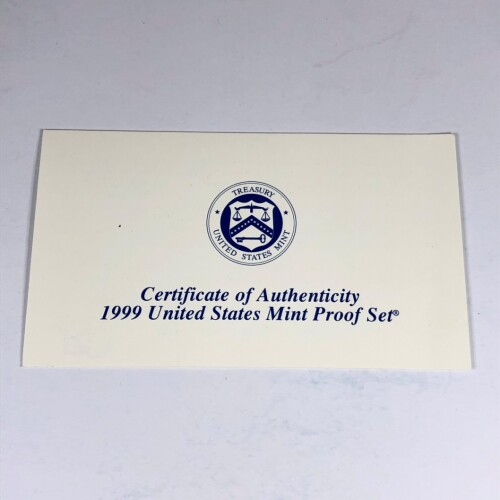 TREASURY
UNITED STATES MINT
Certificate of Authenticity
1999 United States Mint Proof Set®